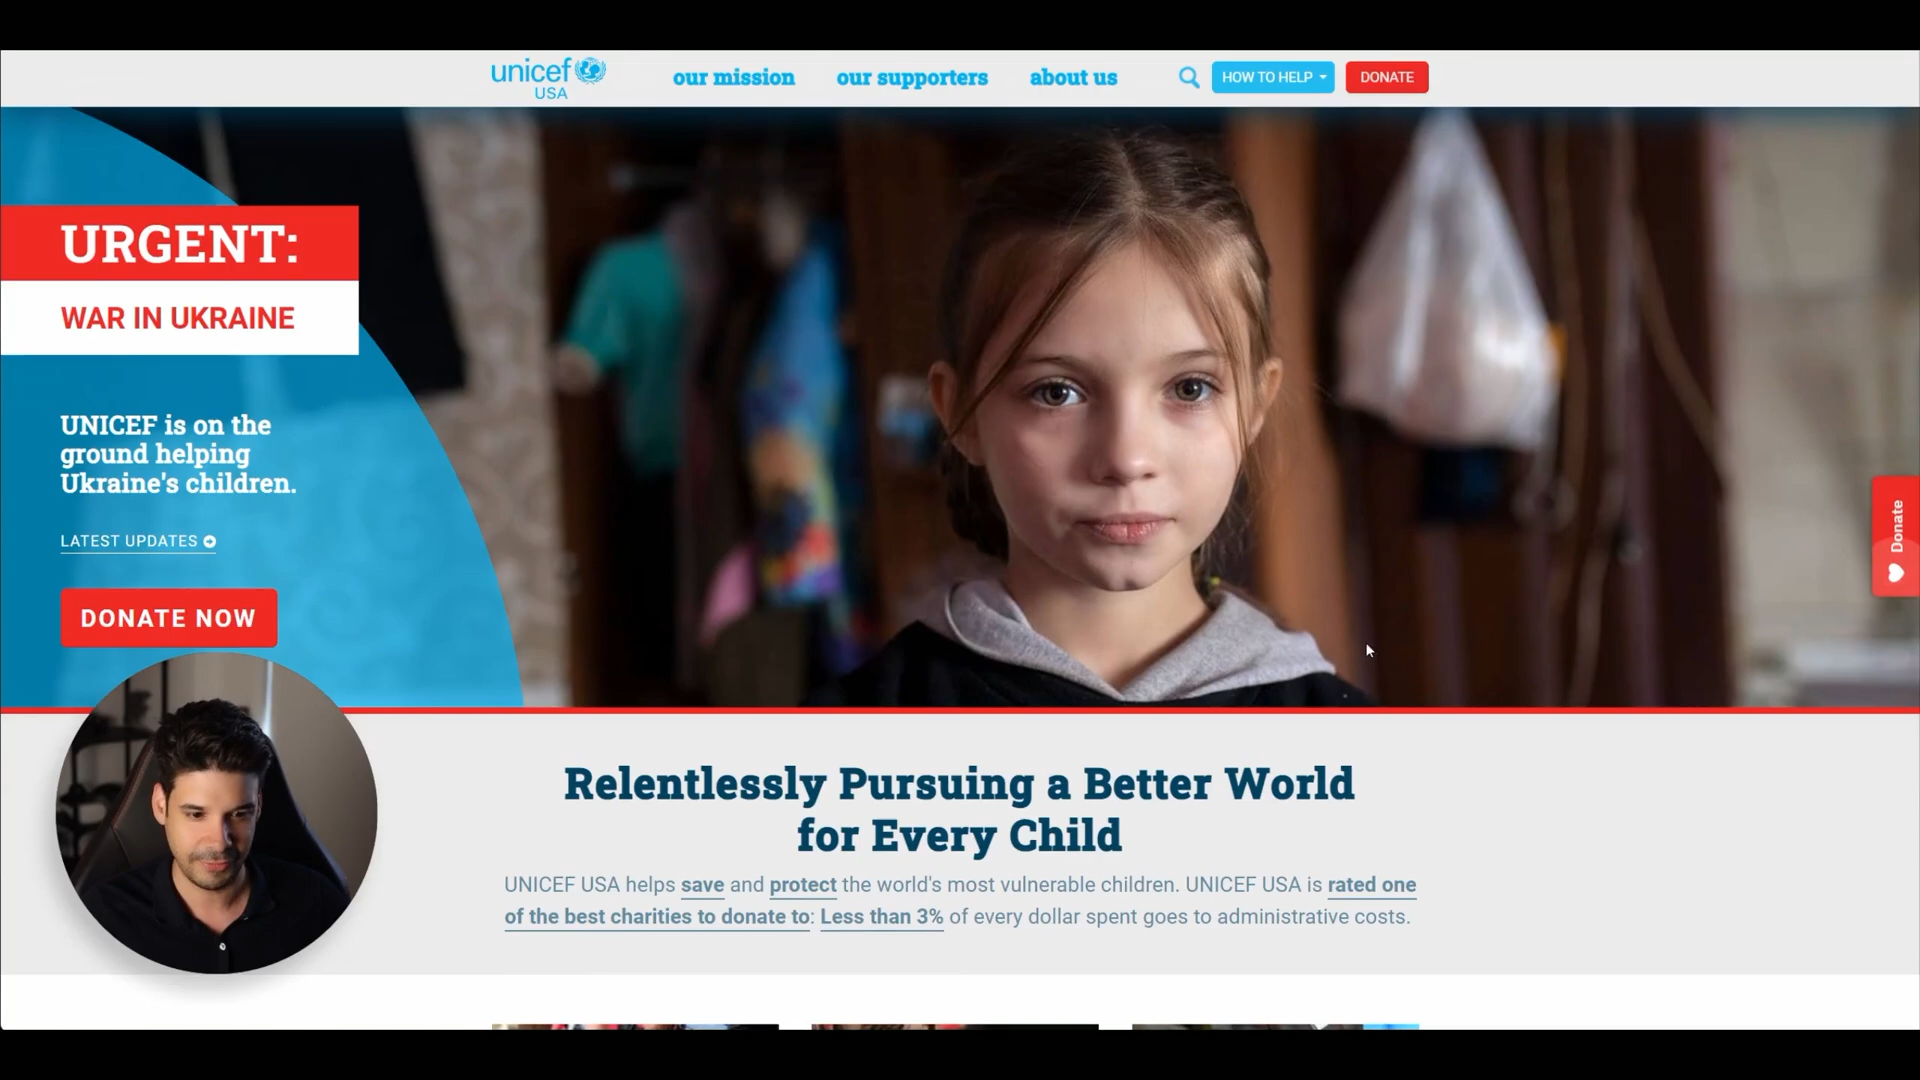 unicef
USA
our mission
our supporters
about us
HOW TO HELP
DONATE
URGENT:
WAR IN UKRAINE
UNICEF is on the
ground helping
Ukraine's children.
LATEST UPDATES
DONATE NOW
Donate
Relentlessly Pursuing a Better World
for Every Child
UNICEF USA helps save and protect the world's most vulnerable children. UNICEF USA is rated one
of the best charities to donate to: Less than 3% of every dollar spent goes to administrative costs.